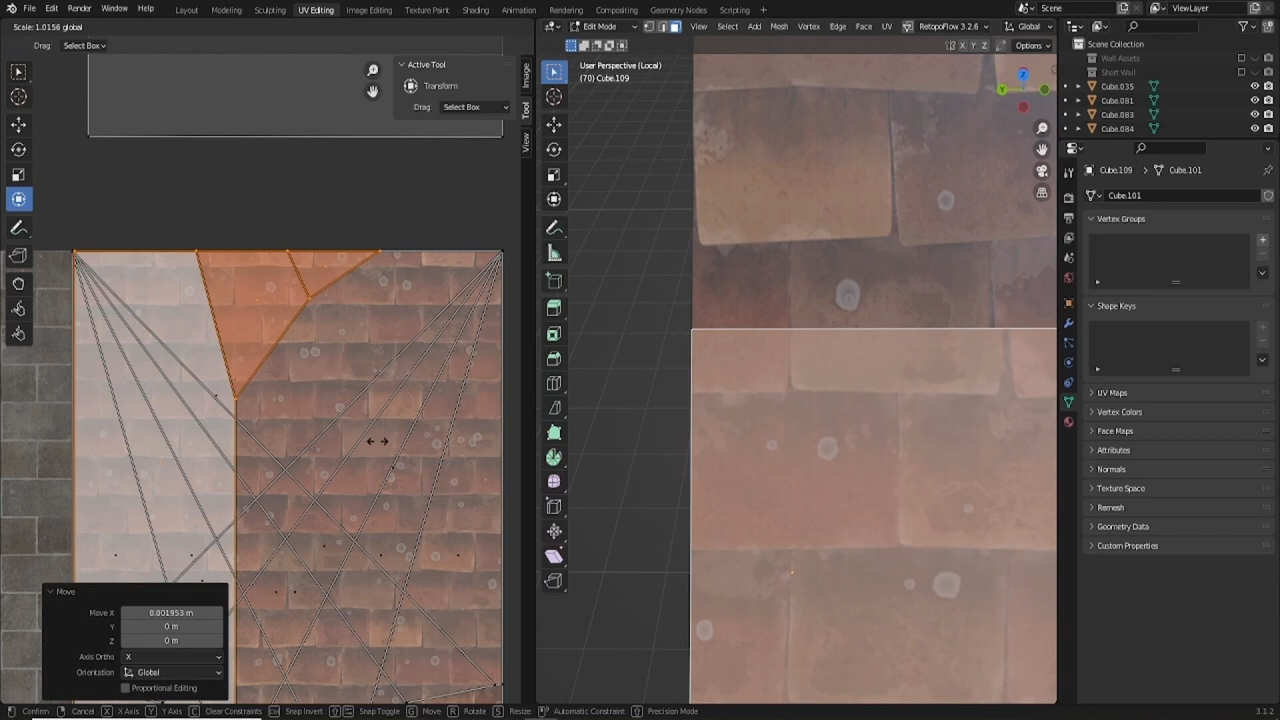 File Edit Render Window Help Layout Modeling Sculpting UV Editing Image Editing Texture Paint Shading Animation Rendering Compositing Geometry Nodes Scripting Scene ViewLayer
Scale: 1.0156 global
Edit Mode View Select Add Mesh Vertex Edge Face UV RetopoFlow 3.2.6 Global
Drag: Select Box
X Y Z Options
Active Tool
Transform
Drag: Select Box
Image
Tool
View
User Perspective (Local)
(70) Cube.109
Z
Y
Scene Collection
Wall Assets
Short Wall
Cube.035
Cube.081
Cube.083
Cube.084
Cube.109 Cube.101
Cube.101
Vertex Groups
Shape Keys
UV Maps
Vertex Colors
Face Maps
Attributes
Normals
Texture Space
Remesh
Geometry Data
Custom Properties
Move
Move X 0.001953 m
Y 0 m
Z 0 m
Axis Ortho X
Orientation Global
Proportional Editing
Confirm Cancel X X Axis Y Y Axis C Clear Constraints Snap Invert Snap Toggle G Move R Rotate S Resize Automatic Constraint Precision Mode 3.1.2